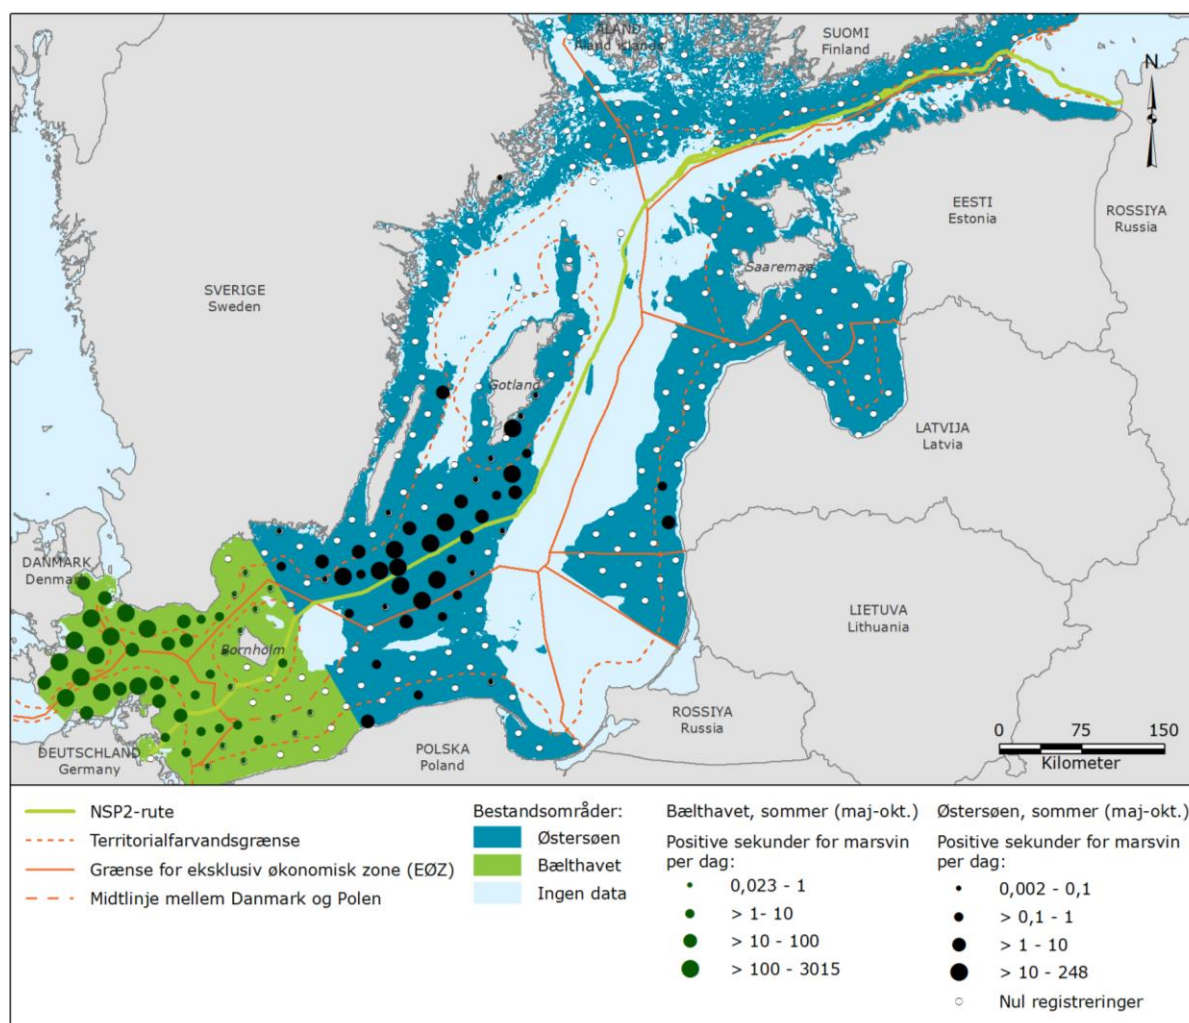 ÅLAND
Åland islands
SUOMI
Finland
N
EESTI
Estonia
ROSSIYA
Russia
Saaremaa
SVERIGE
Sweden
Gotland
LATVIJA
Latvia
DANMARK
Denmark
LIETUVA
Lithuania
Bornholm
ROSSIYA
Russia
DEUTSCHLAND
Germany
POLSKA
Poland
0 75 150
Kilometer
NSP2-rute
Territorialfarvandsgrænse
Grænse for eksklusiv økonomisk zone (EØZ)
Midtlinje mellem Danmark og Polen
Bestandsområder:
Østersøen
Bælthavet
Ingen data
Bælthavet, sommer (maj-okt.)
Positive sekunder for marsvin
per dag:
0,023 - 1
> 1- 10
> 10 - 100
> 100 - 3015
Østersøen, sommer (maj-okt.)
Positive sekunder for marsvin
per dag:
0,002 - 0,1
> 0,1 - 1
> 1 - 10
> 10 - 248
Nul registreringer